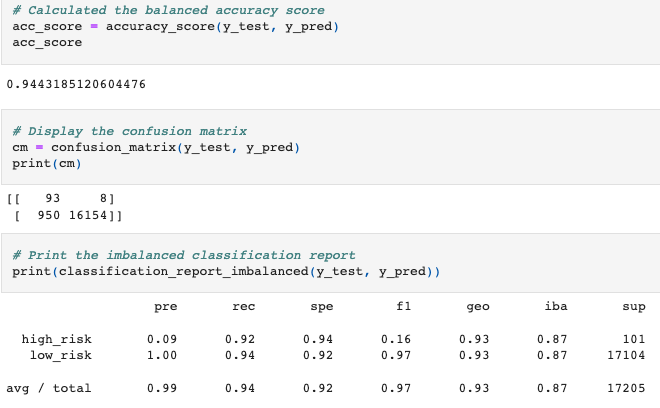 # Calculated the balanced accuracy score
acc_score = accuracy_score(y_test, y_pred)
acc_score
0.9443185120604476
# Display the confusion matrix
cm = confusion_matrix(y_test, y_pred)
print(cm)
[[   93     8]
 [  950 16154]]
# Print the imbalanced classification report
print(classification_report_imbalanced(y_test, y_pred))
pre rec spe f1 geo iba sup
high_risk 0.09 0.92 0.94 0.16 0.93 0.87 101
low_risk 1.00 0.94 0.92 0.97 0.93 0.87 17104
avg / total 0.99 0.94 0.92 0.97 0.93 0.87 17205